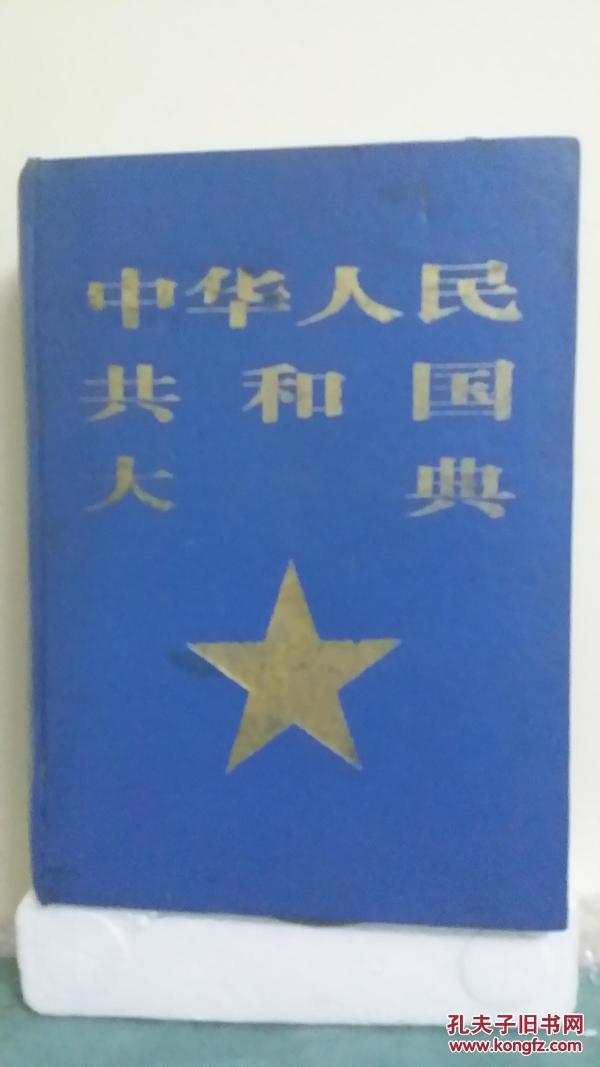 中华人民
共和国
大典
孔夫子旧书网
www.kongfz.com